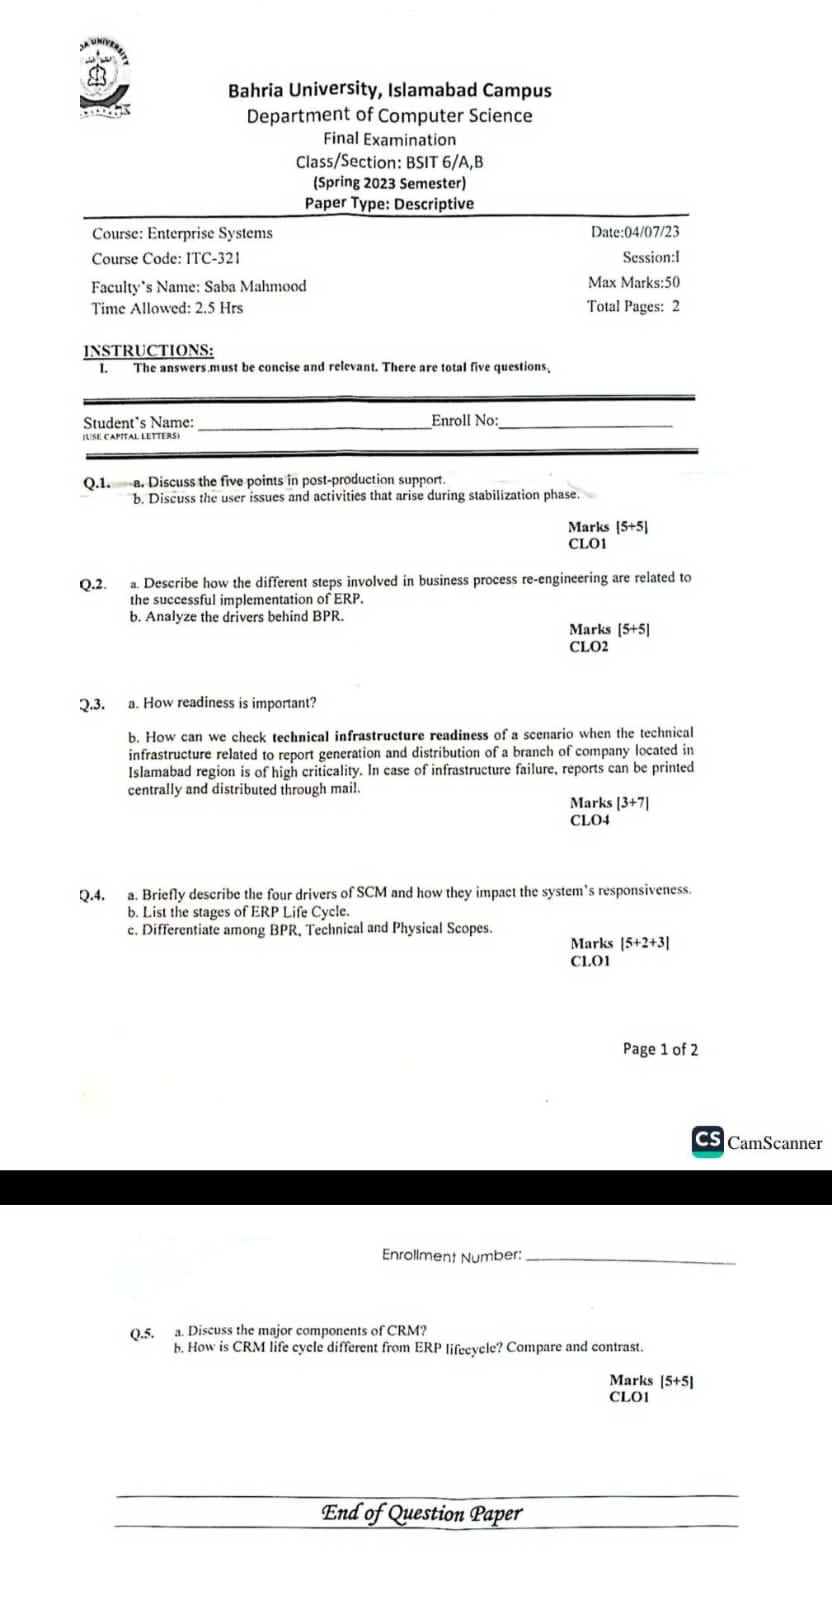 Bahria University, Islamabad Campus
Department of Computer Science
Final Examination
Class/Section: BSIT 6/A,B
(Spring 2023 Semester)
Paper Type: Descriptive
Course: Enterprise Systems
Date:04/07/23
Course Code: ITC-321
Session:I
Faculty's Name: Saba Mahmood
Max Marks:50
Time Allowed: 2.5 Hrs
Total Pages: 2
INSTRUCTIONS:
I. The answers must be concise and relevant. There are total five questions.
Student's Name: Enroll No:
(USE CAPITAL LETTERS)
Q.1. a. Discuss the five points in post-production support.
b. Discuss the user issues and activities that arise during stabilization phase.
Marks [5+5]
CLO1
Q.2. a. Describe how the different steps involved in business process re-engineering are related to
the successful implementation of ERP.
b. Analyze the drivers behind BPR.
Marks [5+5]
CLO2
Q.3. a. How readiness is important?
b. How can we check technical infrastructure readiness of a scenario when the technical
infrastructure related to report generation and distribution of a branch of company located in
Islamabad region is of high criticality. In case of infrastructure failure, reports can be printed
centrally and distributed through mail.
Marks [3+7]
CLO4
Q.4. a. Briefly describe the four drivers of SCM and how they impact the system's responsiveness.
b. List the stages of ERP Life Cycle.
c. Differentiate among BPR, Technical and Physical Scopes.
Marks [5+2+3]
CLO1
Page 1 of 2
CS CamScanner
Enrollment Number:
Q.5. a. Discuss the major components of CRM?
b. How is CRM life cycle different from ERP lifecycle? Compare and contrast.
Marks [5+5]
CLO1
End of Question Paper